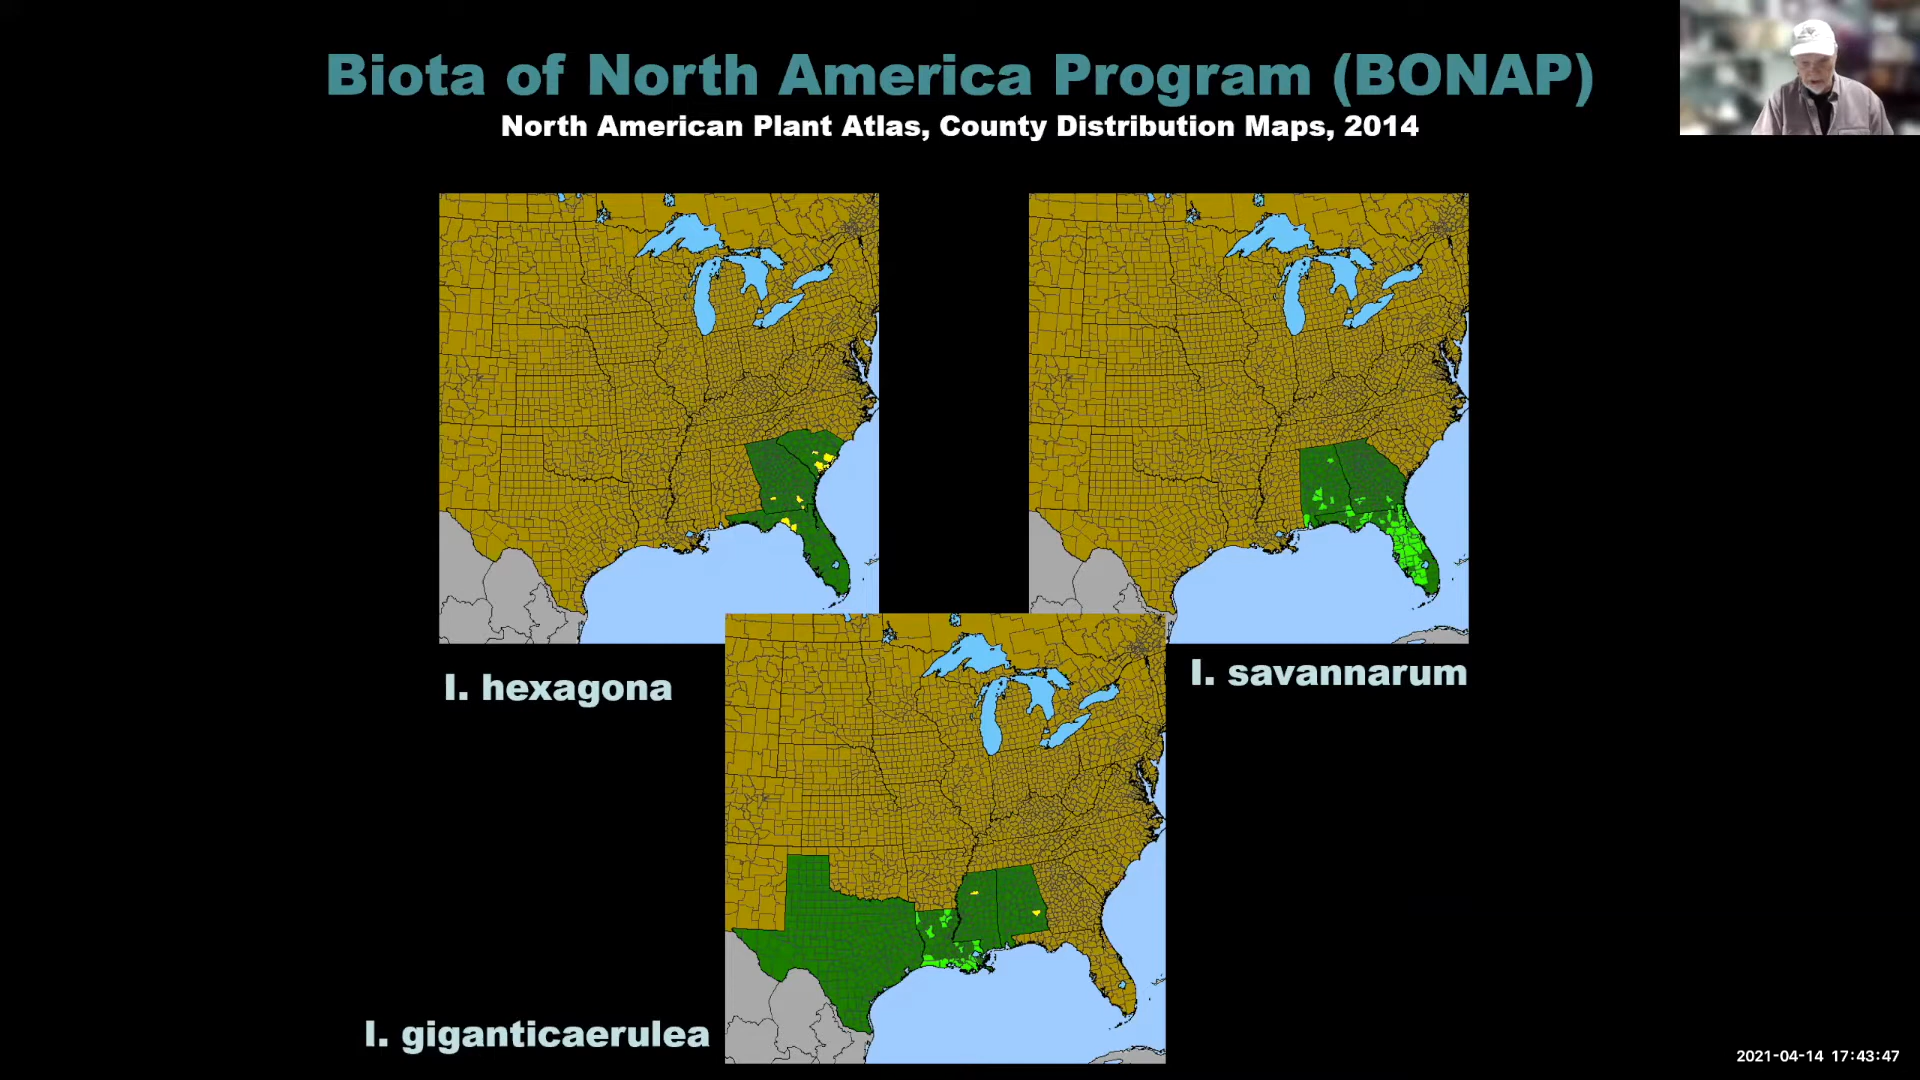 Biota of North America Program (BONAP)
North American Plant Atlas, County Distribution Maps, 2014
I. hexagona
I. savannarum
I. giganticaerulea
2021-04-14 17:43:47